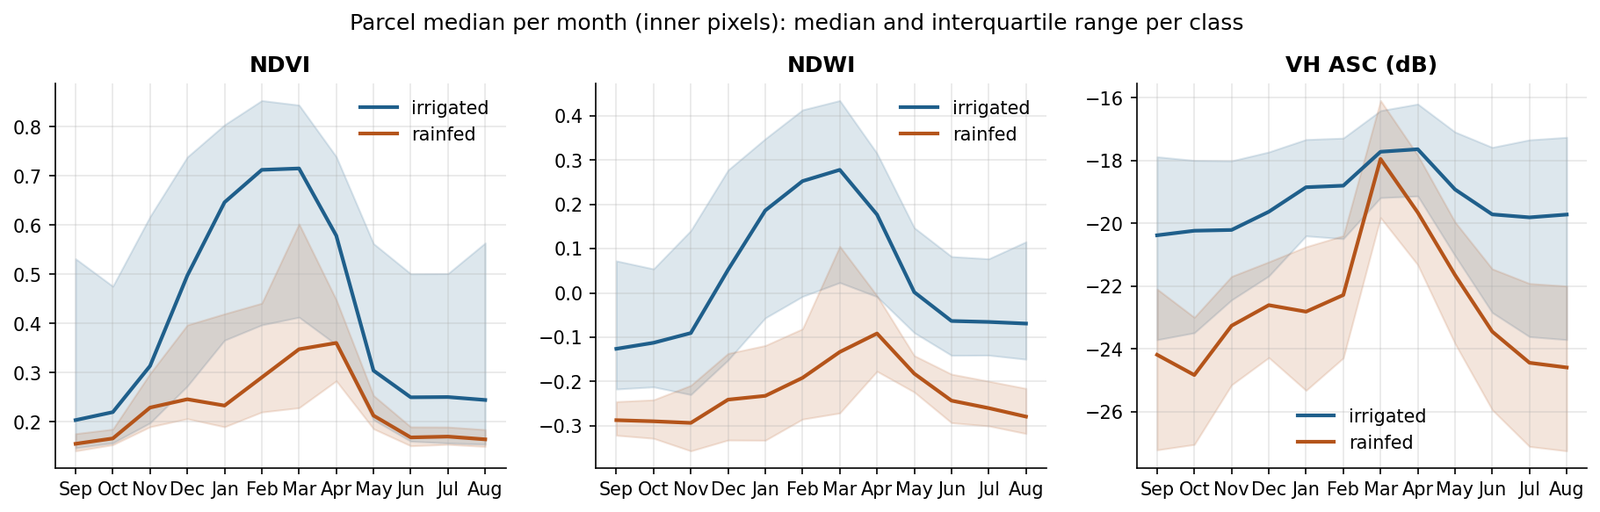 Parcel median per month (inner pixels): median and interquartile range per class
NDVI
irrigated
rainfed
0.8
0.7
0.6
0.5
0.4
0.3
0.2
Sep Oct Nov Dec Jan Feb Mar Apr May Jun Jul Aug
NDWI
irrigated
rainfed
0.4
0.3
0.2
0.1
0.0
−0.1
−0.2
−0.3
Sep Oct Nov Dec Jan Feb Mar Apr May Jun Jul Aug
VH ASC (dB)
−16
−18
−20
−22
−24
−26
irrigated
rainfed
Sep Oct Nov Dec Jan Feb Mar Apr May Jun Jul Aug